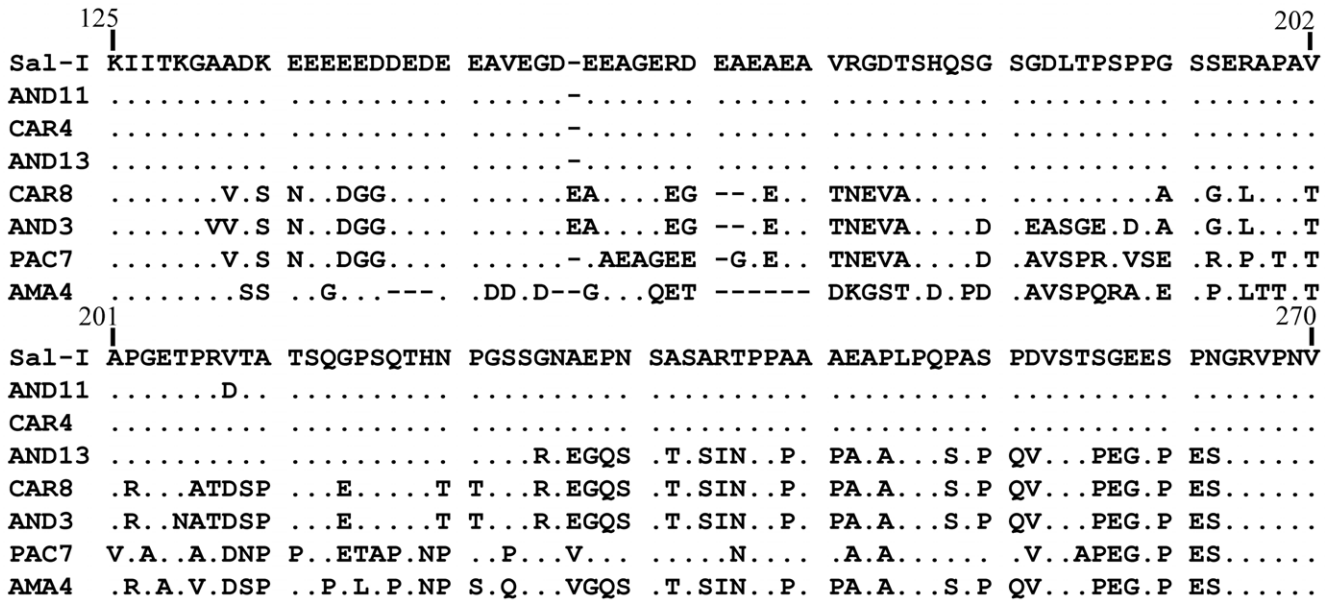 125 202
Sal-I KIITKGAADK EEEEEDDEDE EAVEGD-EEAGERD EAEAEA VRGDTSHQSG SGDLTPSPPG SSERAPAV
AND11 .......... .......... ......-....... ...... .......... .......... ........
CAR4 .......... .......... ......-....... ...... .......... .......... ........
AND13 .......... .......... ......-....... ...... .......... .......... ........
CAR8 .......V.S N..DGG.... ......EA....EG --.E.. TNEVA..... .........A .G.L...T
AND3 ......VV.S N..DGG.... ......EA....EG --.E.. TNEVA....D .EASGE.D.A .G.L...T
PAC7 .......V.S N..DGG.... ......-.AEAGEE -G.E.. TNEVA....D .AVSPR.VSE .R.P.T.T
AMA4 ........SS ..G...---. .DD.D--G...QET ------ DKGST.D.PD .AVSPQRA.E .P.LTT.T
201 270
Sal-I APGETPRVTA TSQGPSQTHN PGSSGNAEPN SASARTPPAA AEAPLPQPAS PDVSTSGEES PNGRVPNV
AND11 .......D.. .......... .......... .......... .......... .......... ........
CAR4 .......... .......... .......... .......... .......... .......... ........
AND13 .......... .......... ....R.EGQS .T.SIN..P. PA.A...S.P QV...PEG.P ES......
CAR8 .R...ATDSP ...E.....T T...R.EGQS .T.SIN..P. PA.A...S.P QV...PEG.P ES......
AND3 .R..NATDSP ...E.....T T...R.EGQS .T.SIN..P. PA.A...S.P QV...PEG.P ES......
PAC7 V.A..A.DNP P..ETAP.NP ..P...V... .....N.... .A.A...... .V..APEG.P ES......
AMA4 .R.A.V.DSP ..P.L.P.NP S.Q...VGQS .T.SIN..P. PA.A...S.P QV...PEG.P ES......